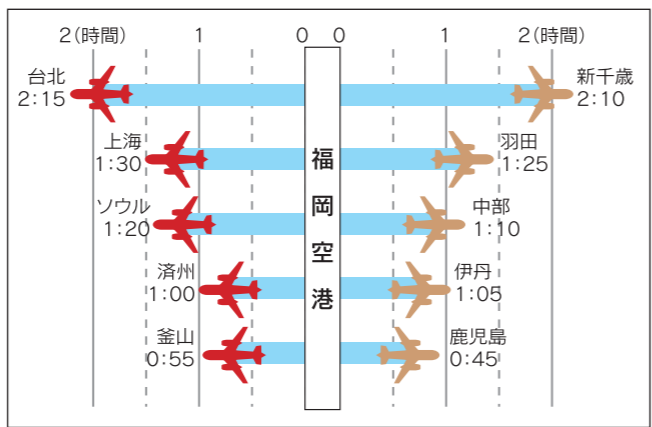 2(時間) 1 0 0 1 2(時間)
台北
2:15
新千歳
2:10
上海
1:30
羽田
1:25
ソウル
1:20
中部
1:10
済州
1:00
伊丹
1:05
釜山
0:55
鹿児島
0:45
福岡空港